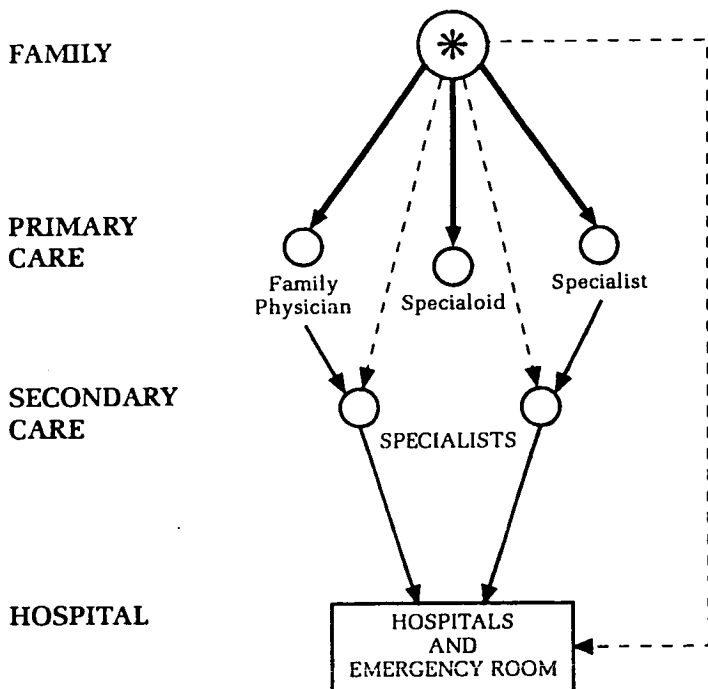 FAMILY
PRIMARY
CARE
Family
Physician
Specialoid
Specialist
SECONDARY
CARE
SPECIALISTS
HOSPITAL
HOSPITALS
AND
EMERGENCY ROOM